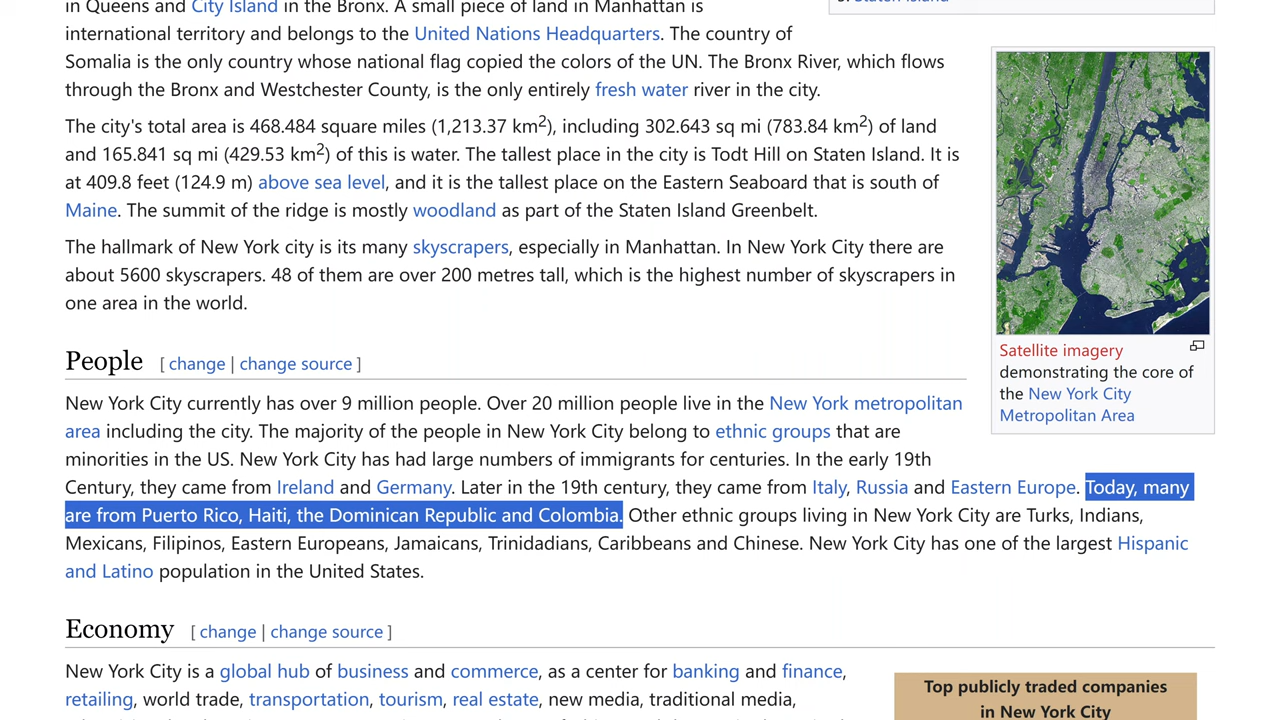 in Queens and City Island in the Bronx. A small piece of land in Manhattan is
international territory and belongs to the United Nations Headquarters. The country of
Somalia is the only country whose national flag copied the colors of the UN. The Bronx River, which flows
through the Bronx and Westchester County, is the only entirely fresh water river in the city.
The city's total area is 468.484 square miles (1,213.37 km2), including 302.643 sq mi (783.84 km2) of land
and 165.841 sq mi (429.53 km2) of this is water. The tallest place in the city is Todt Hill on Staten Island. It is
at 409.8 feet (124.9 m) above sea level, and it is the tallest place on the Eastern Seaboard that is south of
Maine. The summit of the ridge is mostly woodland as part of the Staten Island Greenbelt.
The hallmark of New York city is its many skyscrapers, especially in Manhattan. In New York City there are
about 5600 skyscrapers. 48 of them are over 200 metres tall, which is the highest number of skyscrapers in
one area in the world.
Satellite imagery
demonstrating the core of
the New York City
Metropolitan Area
People [ change | change source ]
New York City currently has over 9 million people. Over 20 million people live in the New York metropolitan
area including the city. The majority of the people in New York City belong to ethnic groups that are
minorities in the US. New York City has had large numbers of immigrants for centuries. In the early 19th
Century, they came from Ireland and Germany. Later in the 19th century, they came from Italy, Russia and Eastern Europe. Today, many
are from Puerto Rico, Haiti, the Dominican Republic and Colombia. Other ethnic groups living in New York City are Turks, Indians,
Mexicans, Filipinos, Eastern Europeans, Jamaicans, Trinidadians, Caribbeans and Chinese. New York City has one of the largest Hispanic
and Latino population in the United States.
Economy [ change | change source ]
New York City is a global hub of business and commerce, as a center for banking and finance,
retailing, world trade, transportation, tourism, real estate, new media, traditional media,
Top publicly traded companies
in New York City